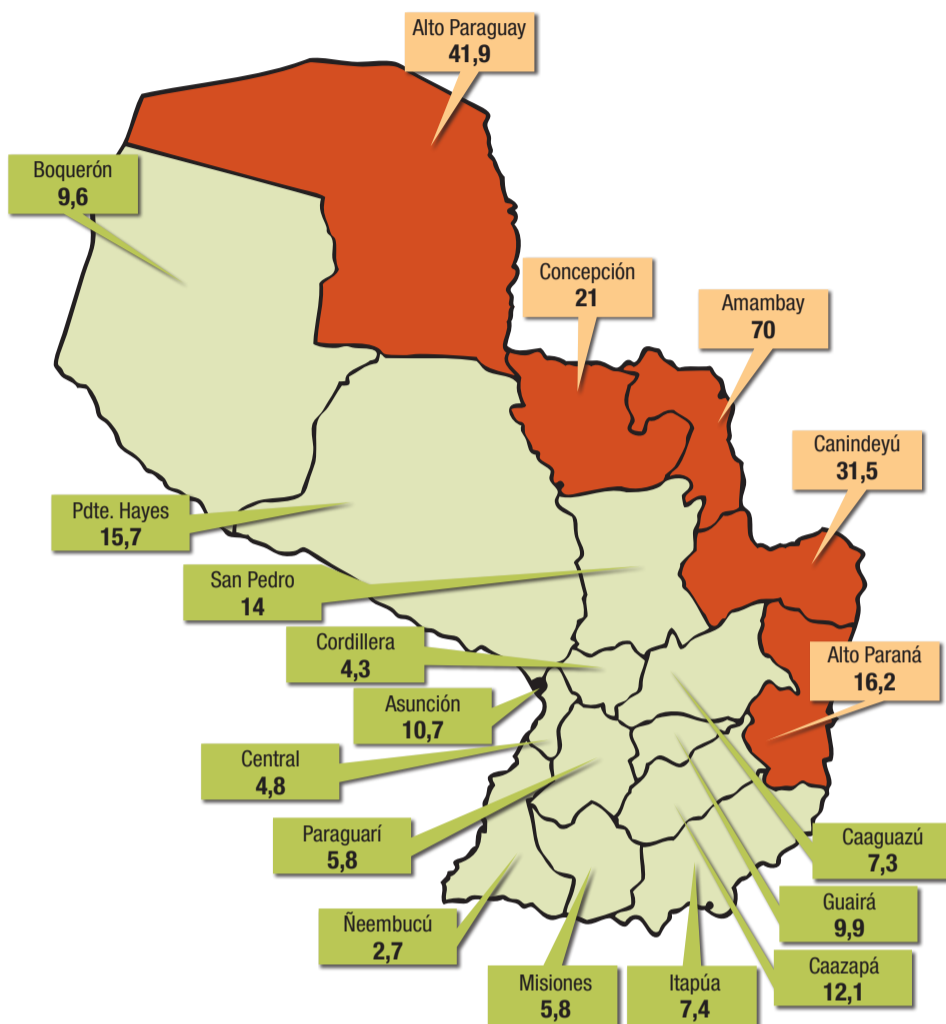 Alto Paraguay
41,9
Boquerón
9,6
Concepción
21
Amambay
70
Canindeyú
31,5
Pdte. Hayes
15,7
San Pedro
14
Cordillera
4,3
Alto Paraná
16,2
Asunción
10,7
Central
4,8
Paraguarí
5,8
Caaguazú
7,3
Guairá
9,9
Ñeembucú
2,7
Caazapá
12,1
Misiones
5,8
Itapúa
7,4